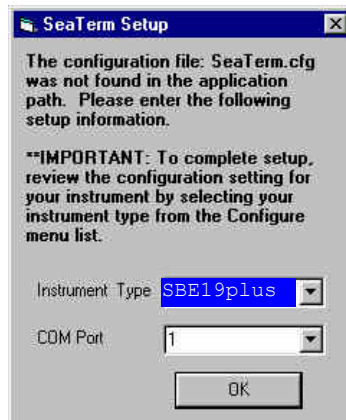 SeaTerm Setup
The configuration file: SeaTerm.cfg
was not found in the application
path. Please enter the following
setup information.
**IMPORTANT: To complete setup,
review the configuration setting for
your instrument by selecting your
instrument type from the Configure
menu list.
Instrument Type SBE19plus
COM Port 1
OK